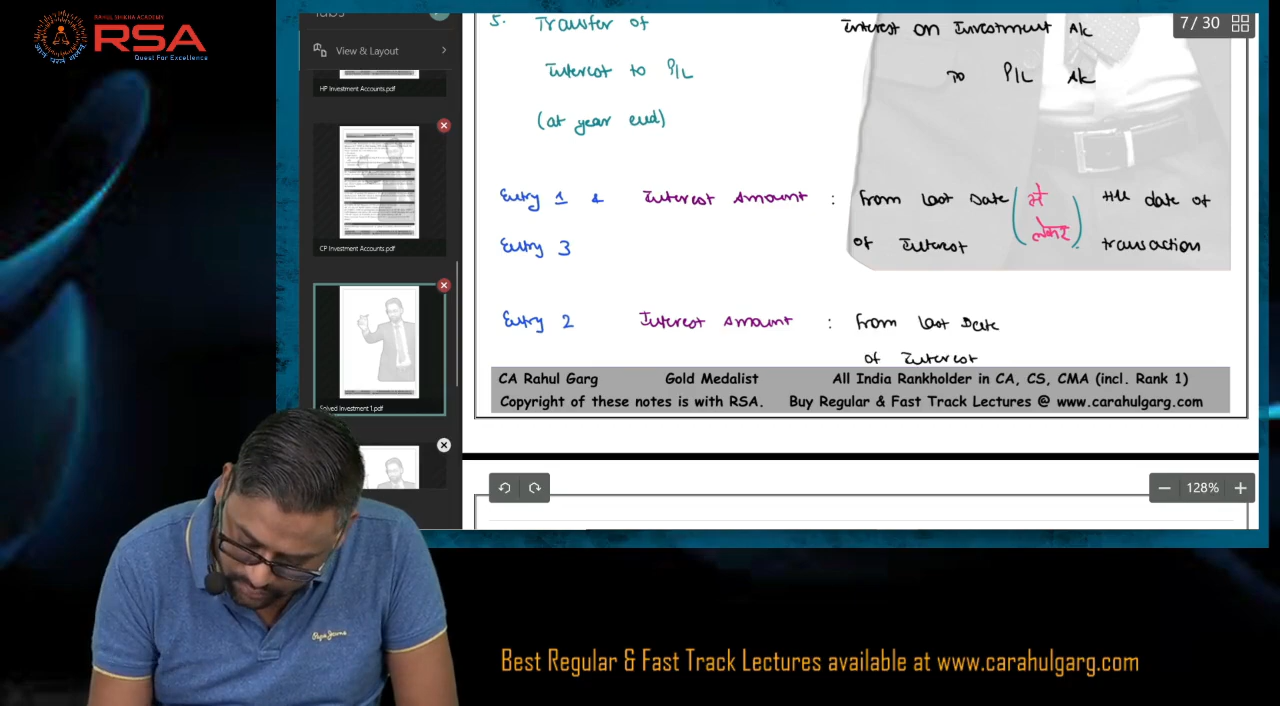 RAHUL SHIKHA ACADEMY
RSA
Quest For Excellence
Tabs
View & Layout
HP Investment Accounts.pdf
CP Investment Accounts.pdf
Solved Investment 1.pdf
7 / 30
5. Transfer of
Interest to P/L
(at year end)
Interest on Investment A/c
To P/L A/c
Entry 1 & Interest Amount : From last Date ( से till date of
Entry 3 of Interest लेकर ) transaction
Entry 2 Interest Amount : From last Date
of Interest
CA Rahul Garg Gold Medalist All India Rankholder in CA, CS, CMA (incl. Rank 1)
Copyright of these notes is with RSA. Buy Regular & Fast Track Lectures @ www.carahulgarg.com
128%
Pepe Jeans
Best Regular & Fast Track Lectures available at www.carahulgarg.com